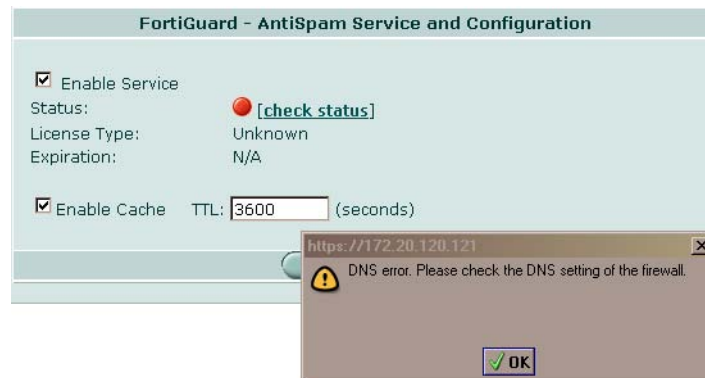 FortiGuard - AntiSpam Service and Configuration
Enable Service
Status: [check status]
License Type: Unknown
Expiration: N/A
Enable Cache TTL: 3600 (seconds)
https://172.20.120.121
DNS error. Please check the DNS setting of the firewall.
OK